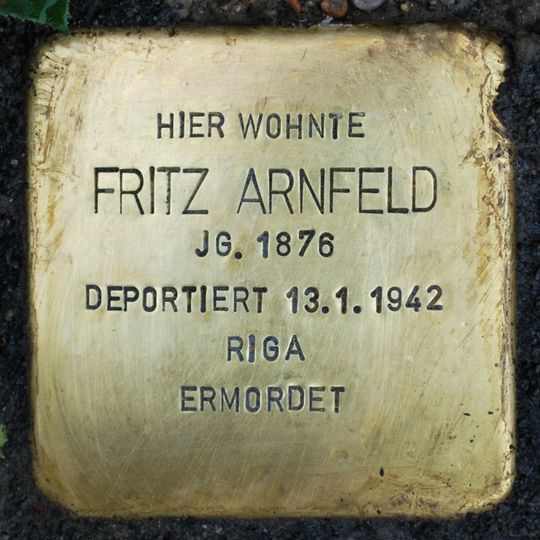 HIER WOHNTE
FRITZ ARNFELD
JG. 1876
DEPORTIERT 13.1.1942
RIGA
ERMORDET